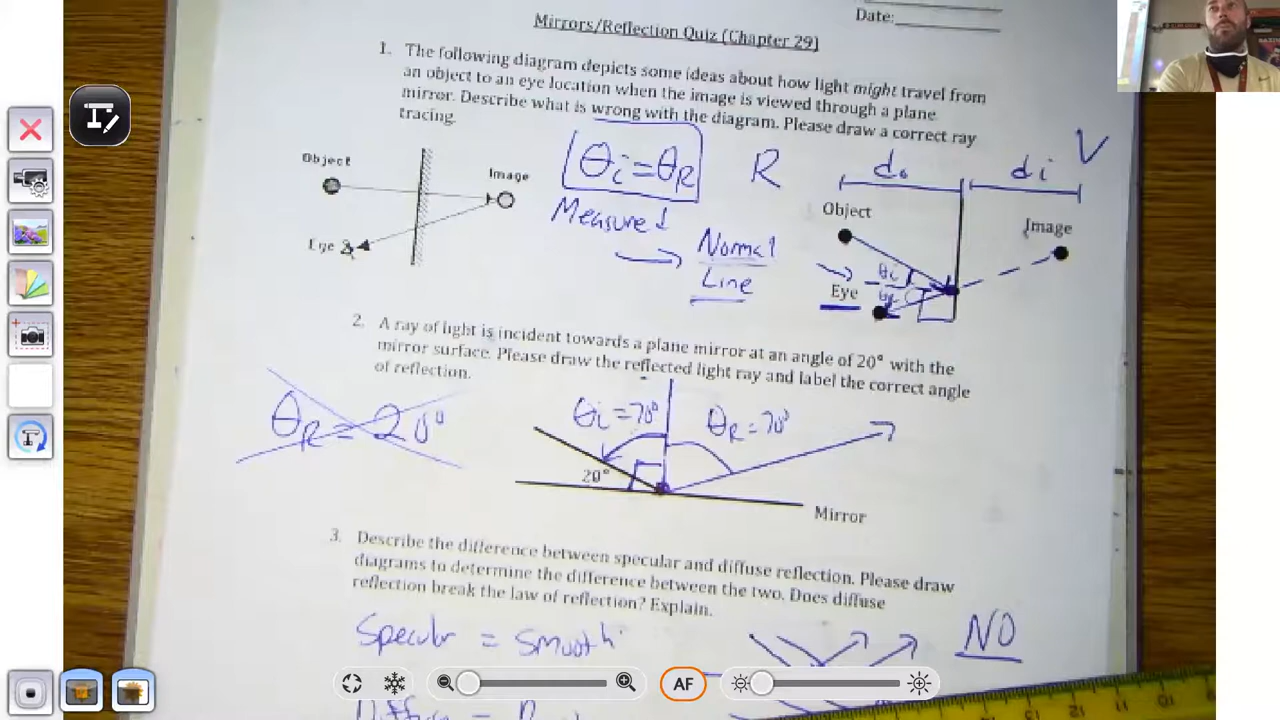 Date:
Mirrors/Reflection Quiz (Chapter 29)
1. The following diagram depicts some ideas about how light might travel from
an object to an eye location when the image is viewed through a plane
mirror. Describe what is wrong with the diagram. Please draw a correct ray
tracing.
Object
Image
Eye
θi=θR
Measure
Normal
Line
R
V
do
di
Object
Image
Eye
θi
2. A ray of light is incident towards a plane mirror at an angle of 20° with the
mirror surface. Please draw the reflected light ray and label the correct angle
of reflection.
θR = 20°
θi=70°
θR=70°
20°
Mirror
3. Describe the difference between specular and diffuse reflection. Please draw
diagrams to determine the difference between the two. Does diffuse
reflection break the law of reflection? Explain.
Specular = smooth
NO
AF
10
11
12
13